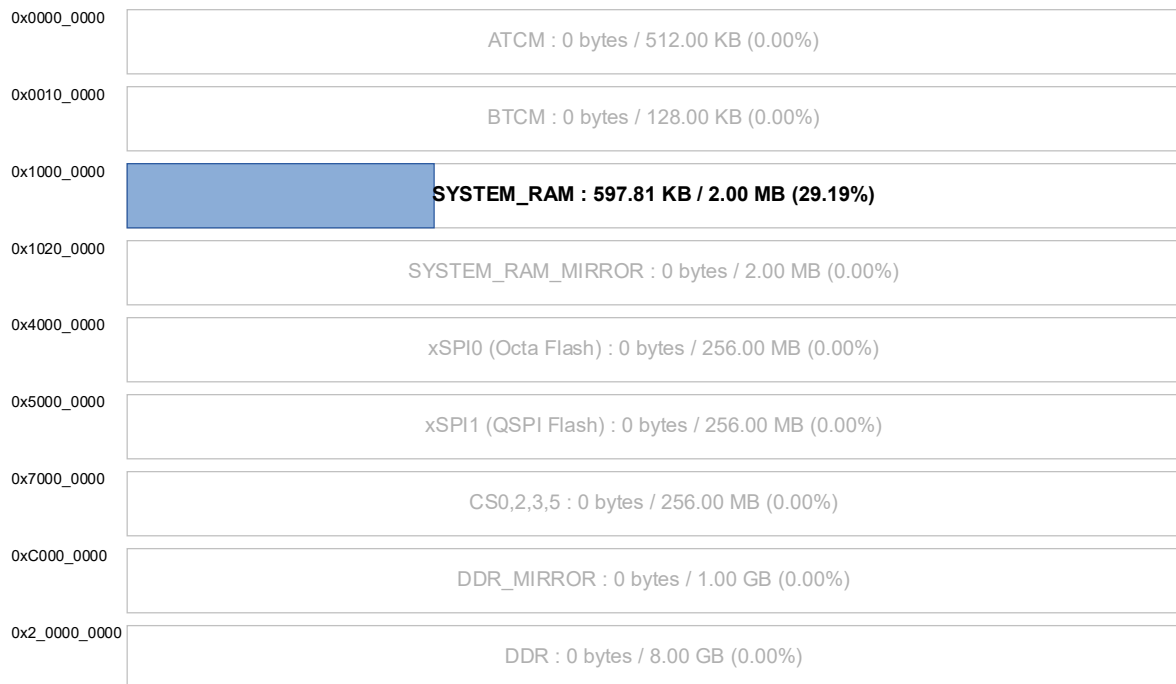 0x0000_0000
ATCM : 0 bytes / 512.00 KB (0.00%)
0x0010_0000
BTCM : 0 bytes / 128.00 KB (0.00%)
0x1000_0000
SYSTEM_RAM : 597.81 KB / 2.00 MB (29.19%)
0x1020_0000
SYSTEM_RAM_MIRROR : 0 bytes / 2.00 MB (0.00%)
0x4000_0000
xSPI0 (Octa Flash) : 0 bytes / 256.00 MB (0.00%)
0x5000_0000
xSPI1 (QSPI Flash) : 0 bytes / 256.00 MB (0.00%)
0x7000_0000
CS0,2,3,5 : 0 bytes / 256.00 MB (0.00%)
0xC000_0000
DDR_MIRROR : 0 bytes / 1.00 GB (0.00%)
0x2_0000_0000
DDR : 0 bytes / 8.00 GB (0.00%)